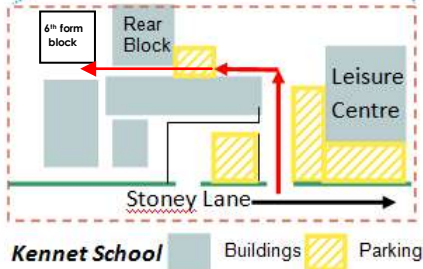 6th form
block
Rear
Block
Leisure
Centre
Stoney Lane
Kennet School
Buildings
Parking